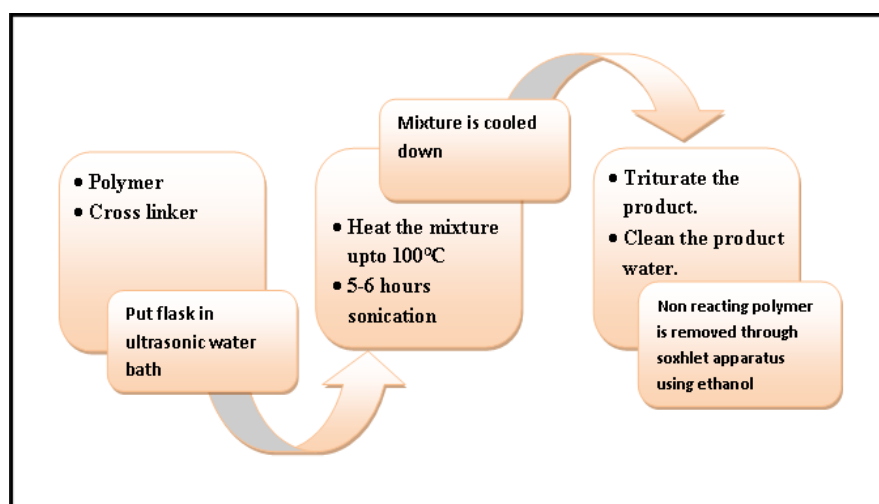 • Polymer
• Cross linker
Put flask in
ultrasonic water
bath
Mixture is cooled
down
• Heat the mixture
upto 100°C
• 5-6 hours
sonication
• Triturate the
product.
• Clean the product
water.
Non reacting polymer
is removed through
soxhlet apparatus
using ethanol